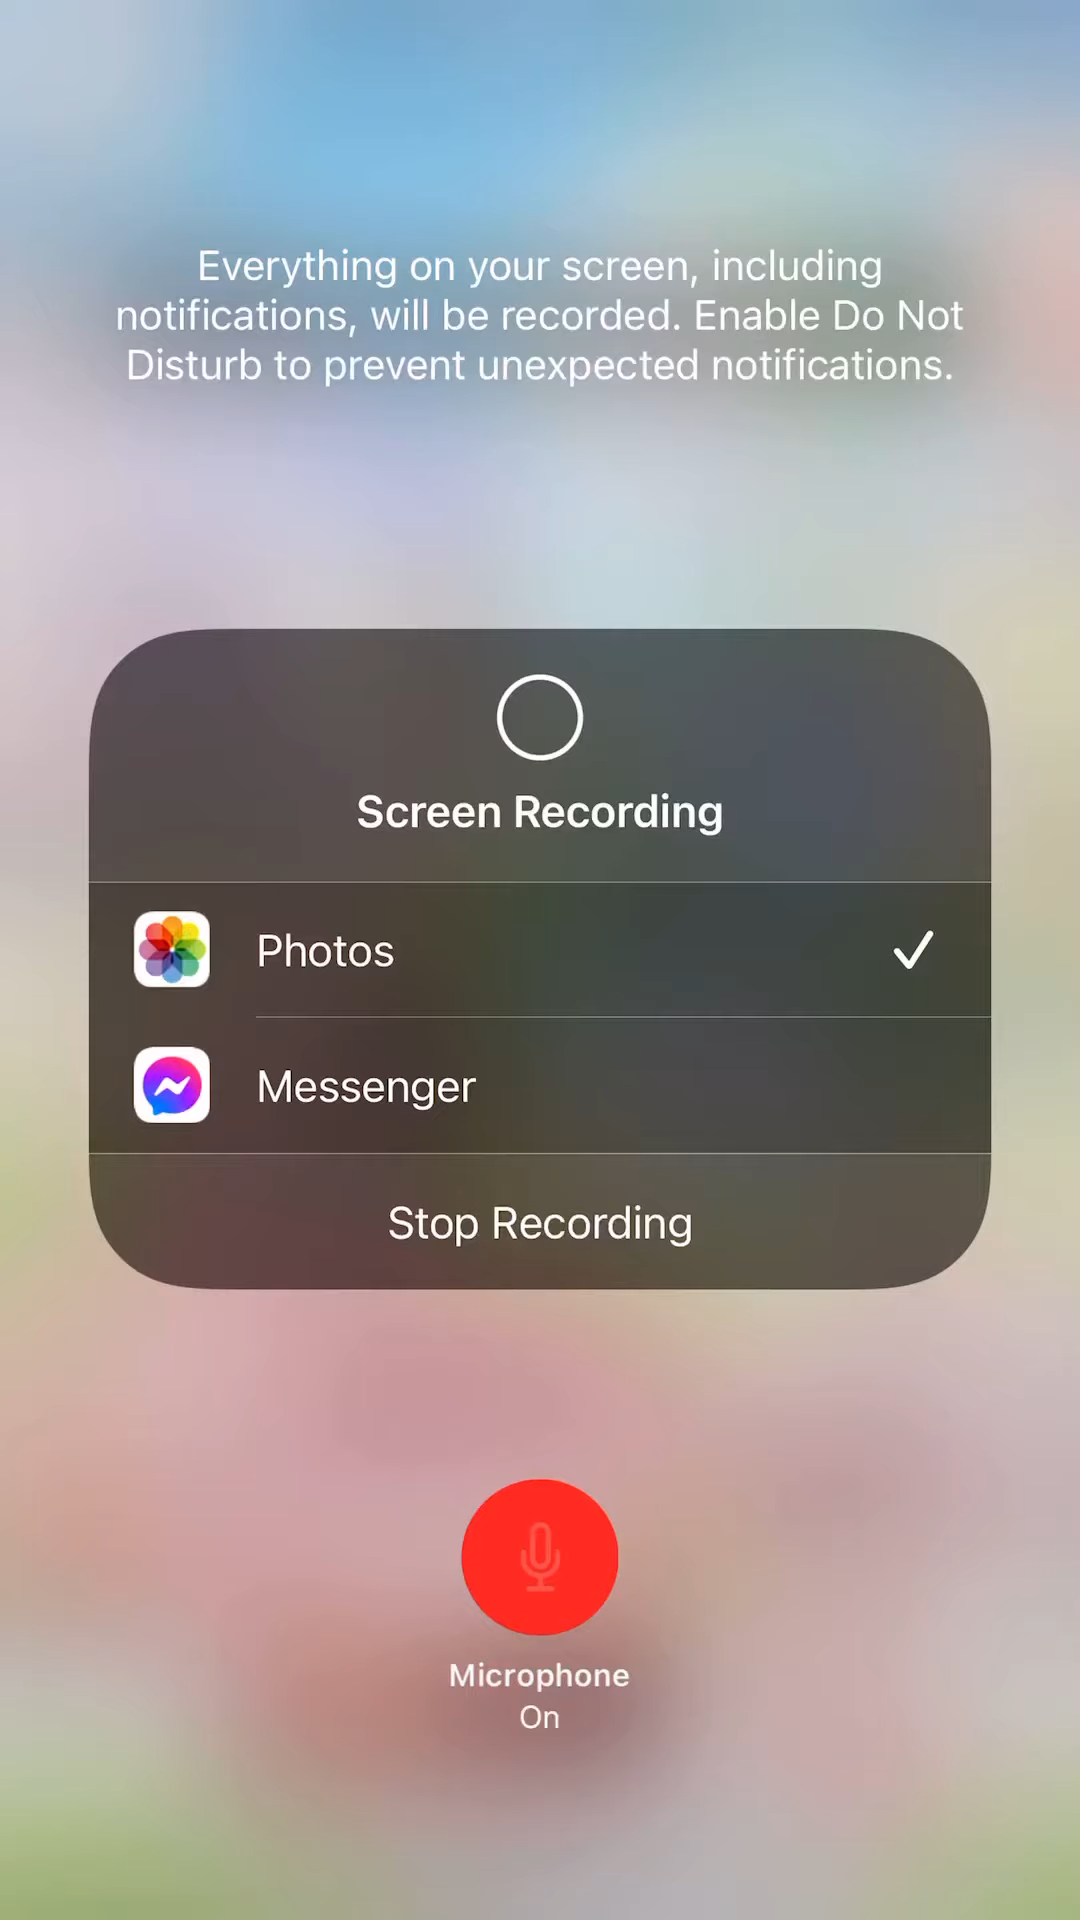 Everything on your screen, including
notifications, will be recorded. Enable Do Not
Disturb to prevent unexpected notifications.
Screen Recording
Photos
Messenger
Stop Recording
Microphone
On